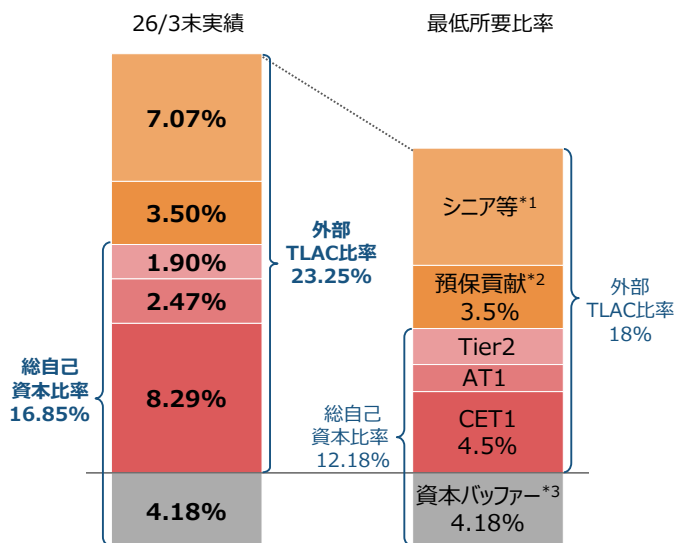 26/3末実績
7.07%
3.50%
1.90%
2.47%
8.29%
4.18%
外部
TLAC比率
23.25%
総自己
資本比率
16.85%
最低所要比率
シニア等*1
預保貢献*2
3.5%
Tier2
AT1
CET1
4.5%
資本バッファー*3
4.18%
外部
TLAC比率
18%
総自己
資本比率
12.18%